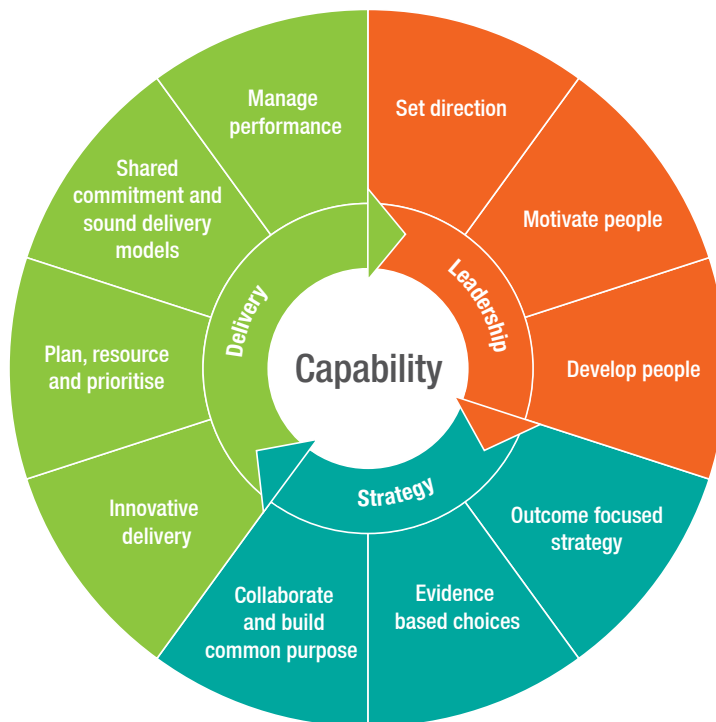 Manage
performance
Set direction
Shared
commitment and
sound delivery
models
Motivate people
Delivery
Leadership
Plan, resource
and prioritise
Capability
Develop people
Strategy
Innovative
delivery
Outcome focused
strategy
Collaborate
and build
common purpose
Evidence
based choices